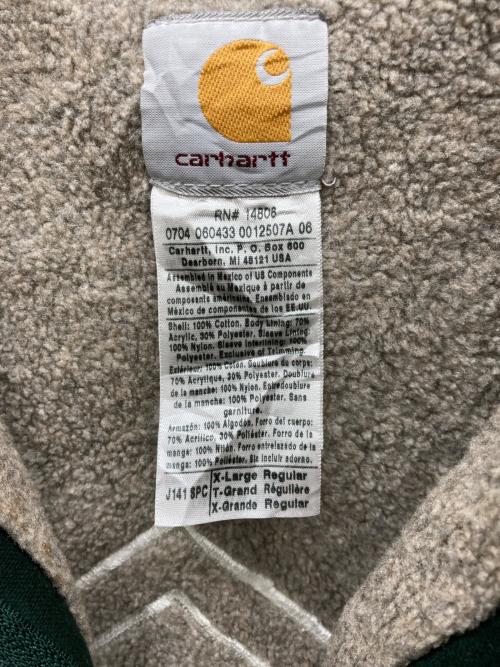 carhartt
RN# 14806
0704 060433 0012507A 06
Carhartt, Inc. P. O. Box 600
Dearborn, MI 48121 USA
Assembled in Mexico of US Components
Assemblé au Mexique à partir de
composants américains. Ensamblado en
México de componentes de los EE.UU.
Shell: 100% Cotton. Body Lining: 70%
Acrylic, 30% Polyester. Sleeve Lining:
100% Nylon. Sleeve Interlining: 100%
Polyester. Exclusive of Trimming.
Extérieur: 100% Coton. Doublure du corps:
70% Acrylique, 30% Polyester. Doublure
de la manche: 100% Nylon. Entredoublure
de la manche: 100% Polyester. Sans
garniture.
Armazón: 100% Algodón. Forro del cuerpo:
70% Acrílico, 30% Poliéster. Forro de la
manga: 100% Nylon. Forro entrelazado de la
manga: 100% Poliéster. Sin incluir adorno.
J141 SPC
X-Large Regular
T-Grand Régulière
X-Grande Regular